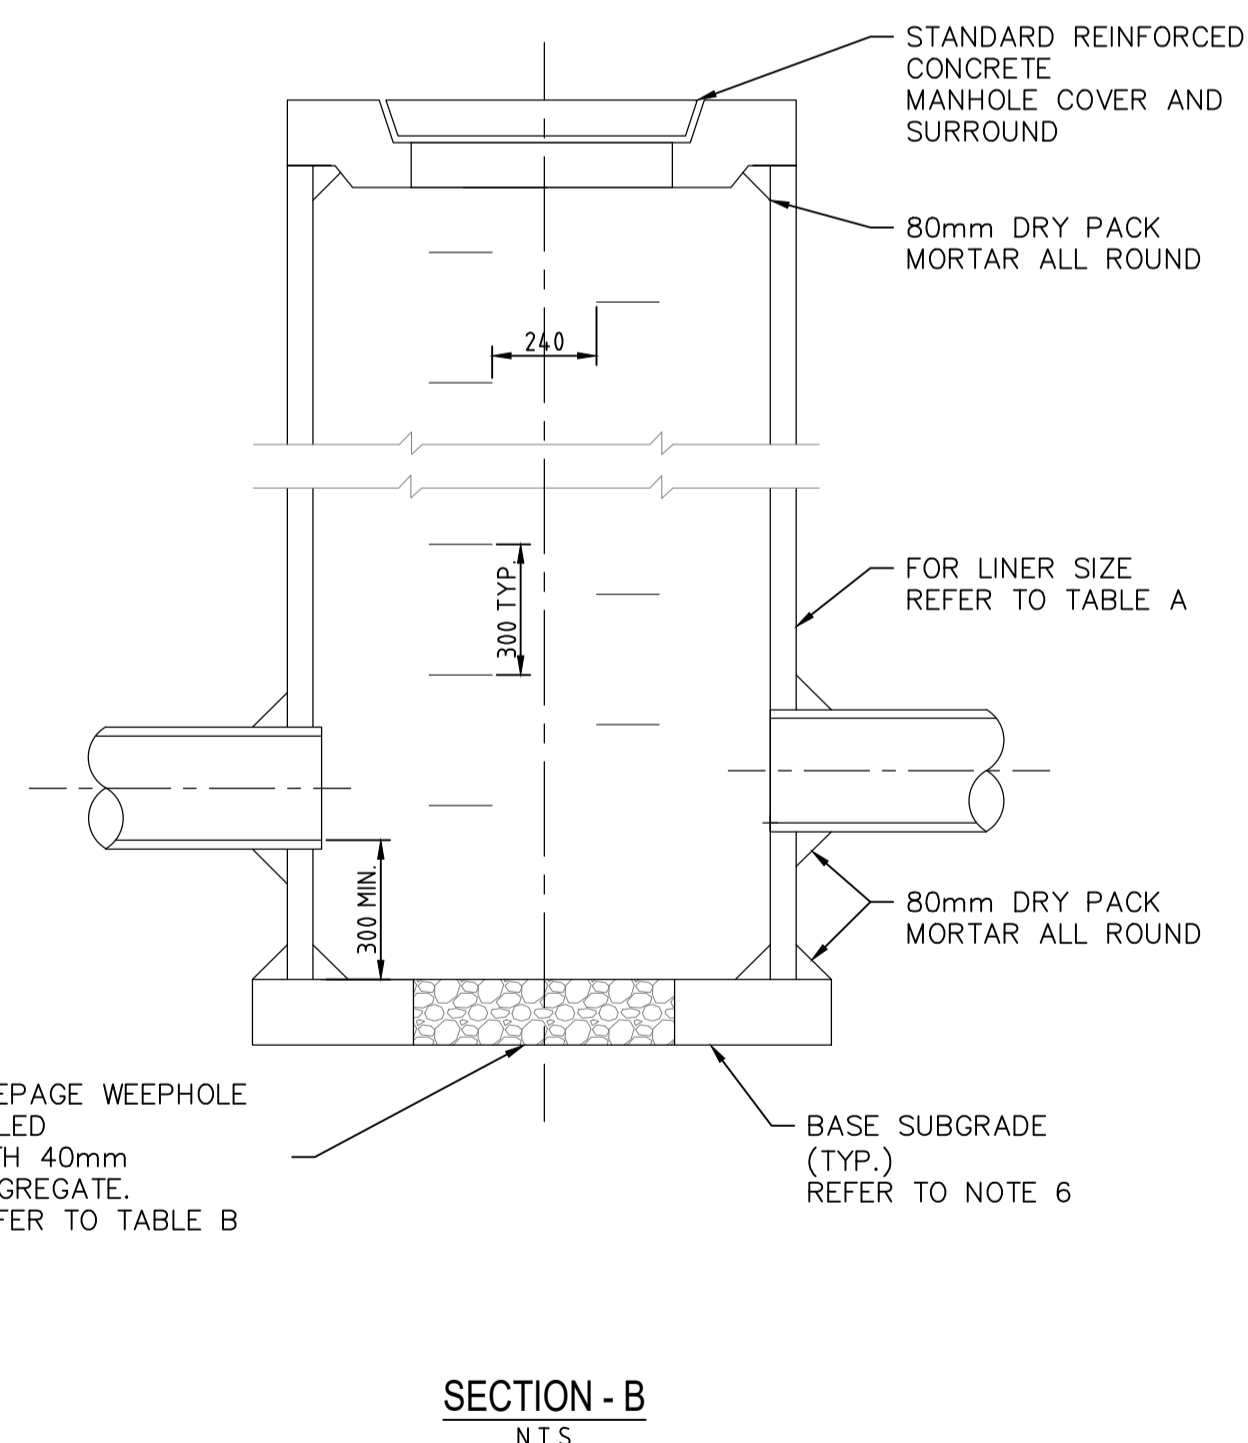 STANDARD REINFORCED
CONCRETE
MANHOLE COVER AND
SURROUND
80mm DRY PACK
MORTAR ALL ROUND
240
300 TYP.
FOR LINER SIZE
REFER TO TABLE A
300 MIN.
80mm DRY PACK
MORTAR ALL ROUND
EPAGE WEEPHOLE
LED
TH 40mm
GREGATE.
FER TO TABLE B
BASE SUBGRADE
(TYP.)
REFER TO NOTE 6
SECTION - B
N.T.S